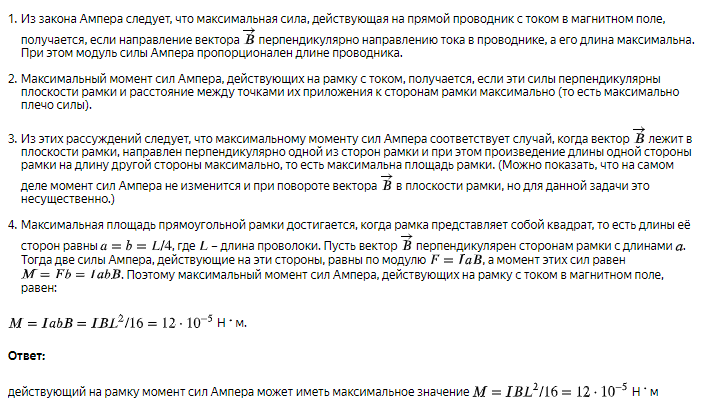 1. Из закона Ампера следует, что максимальная сила, действующая на прямой проводник с током в магнитном поле,
получается, если направление вектора B⃗ перпендикулярно направлению тока в проводнике, а его длина максимальна.
При этом модуль силы Ампера пропорционален длине проводника.
2. Максимальный момент сил Ампера, действующих на рамку с током, получается, если эти силы перпендикулярны
плоскости рамки и расстояние между точками их приложения к сторонам рамки максимально (то есть максимально
плечо силы).
3. Из этих рассуждений следует, что максимальному моменту сил Ампера соответствует случай, когда вектор B⃗ лежит в
плоскости рамки, направлен перпендикулярно одной из сторон рамки и при этом произведение длины одной стороны
рамки на длину другой стороны максимально, то есть максимальна площадь рамки. (Можно показать, что на самом
деле момент сил Ампера не изменится и при повороте вектора B⃗ в плоскости рамки, но для данной задачи это
несущественно.)
4. Максимальная площадь прямоугольной рамки достигается, когда рамка представляет собой квадрат, то есть длины её
сторон равны a = b = L/4, где L – длина проволоки. Пусть вектор B⃗ перпендикулярен сторонам рамки с длинами a.
Тогда две силы Ампера, действующие на эти стороны, равны по модулю F = IaB, а момент этих сил равен
M = Fb = IabB. Поэтому максимальный момент сил Ампера, действующих на рамку с током в магнитном поле,
равен:
M = IabB = IBL²/16 = 12 · 10⁻⁵ Н · м.
Ответ:
действующий на рамку момент сил Ампера может иметь максимальное значение M = IBL²/16 = 12 · 10⁻⁵ Н · м